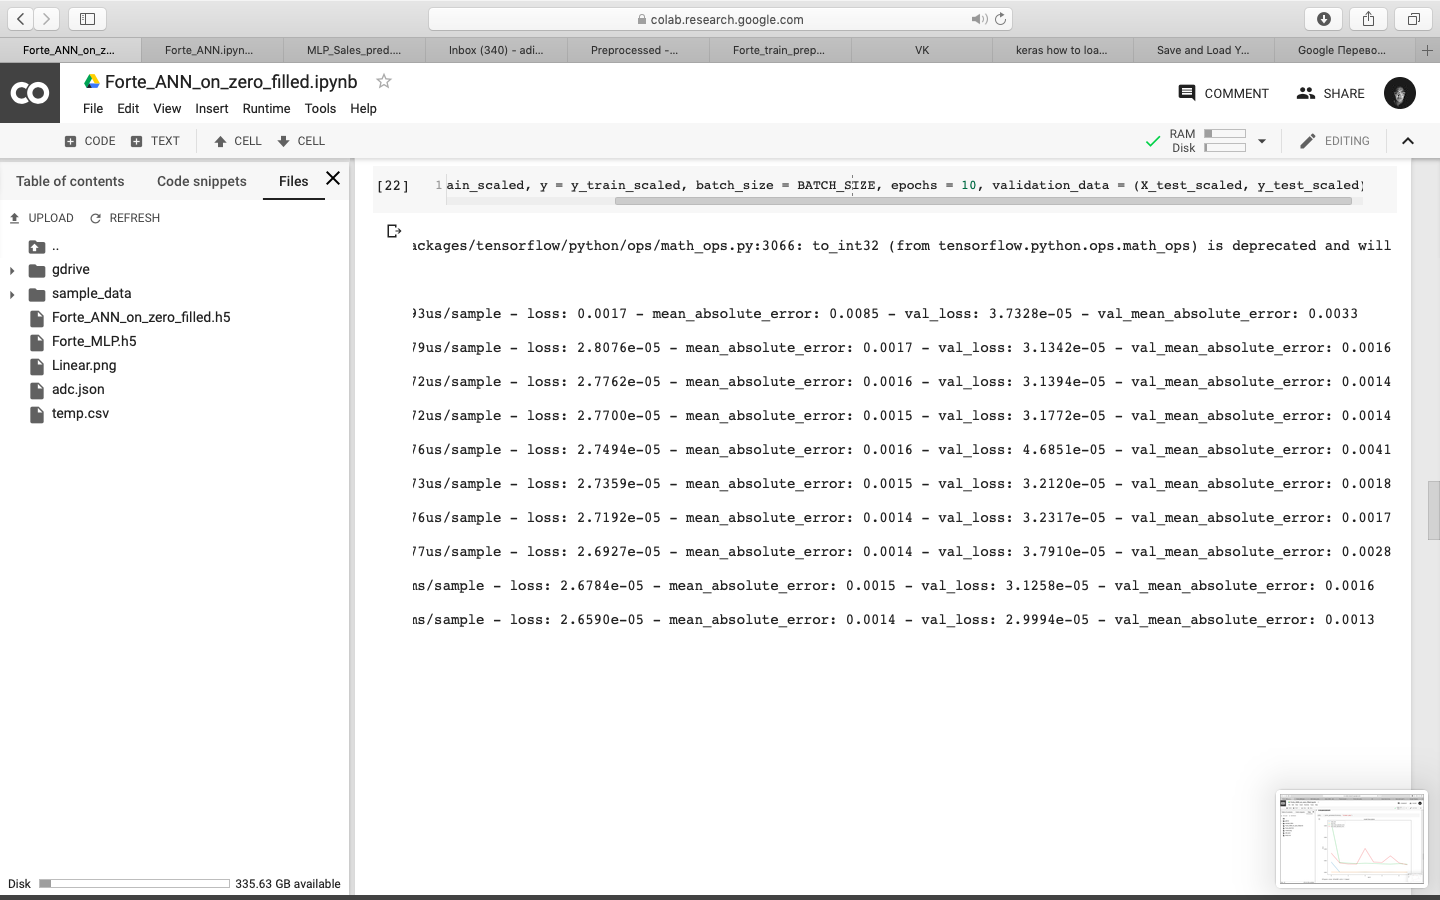 colab.research.google.com
Forte_ANN_on_z...
Forte_ANN.ipyn...
MLP_Sales_pred....
Inbox (340) - adi...
Preprocessed -...
Forte_train_prep...
VK
keras how to loa...
Save and Load Y...
Google Перево...
CO
Forte_ANN_on_zero_filled.ipynb
COMMENT
SHARE
File Edit View Insert Runtime Tools Help
CODE TEXT CELL CELL
RAM
Disk
EDITING
Table of contents Code snippets Files
UPLOAD REFRESH
..
gdrive
sample_data
Forte_ANN_on_zero_filled.h5
Forte_MLP.h5
Linear.png
adc.json
temp.csv
Disk 335.63 GB available
[22] 1 ain_scaled, y = y_train_scaled, batch_size = BATCH_SIZE, epochs = 10, validation_data = (X_test_scaled, y_test_scaled)
ackages/tensorflow/python/ops/math_ops.py:3066: to_int32 (from tensorflow.python.ops.math_ops) is deprecated and will
93us/sample - loss: 0.0017 - mean_absolute_error: 0.0085 - val_loss: 3.7328e-05 - val_mean_absolute_error: 0.0033
79us/sample - loss: 2.8076e-05 - mean_absolute_error: 0.0017 - val_loss: 3.1342e-05 - val_mean_absolute_error: 0.0016
72us/sample - loss: 2.7762e-05 - mean_absolute_error: 0.0016 - val_loss: 3.1394e-05 - val_mean_absolute_error: 0.0014
72us/sample - loss: 2.7700e-05 - mean_absolute_error: 0.0015 - val_loss: 3.1772e-05 - val_mean_absolute_error: 0.0014
76us/sample - loss: 2.7494e-05 - mean_absolute_error: 0.0016 - val_loss: 4.6851e-05 - val_mean_absolute_error: 0.0041
73us/sample - loss: 2.7359e-05 - mean_absolute_error: 0.0015 - val_loss: 3.2120e-05 - val_mean_absolute_error: 0.0018
76us/sample - loss: 2.7192e-05 - mean_absolute_error: 0.0014 - val_loss: 3.2317e-05 - val_mean_absolute_error: 0.0017
77us/sample - loss: 2.6927e-05 - mean_absolute_error: 0.0014 - val_loss: 3.7910e-05 - val_mean_absolute_error: 0.0028
ms/sample - loss: 2.6784e-05 - mean_absolute_error: 0.0015 - val_loss: 3.1258e-05 - val_mean_absolute_error: 0.0016
ms/sample - loss: 2.6590e-05 - mean_absolute_error: 0.0014 - val_loss: 2.9994e-05 - val_mean_absolute_error: 0.0013